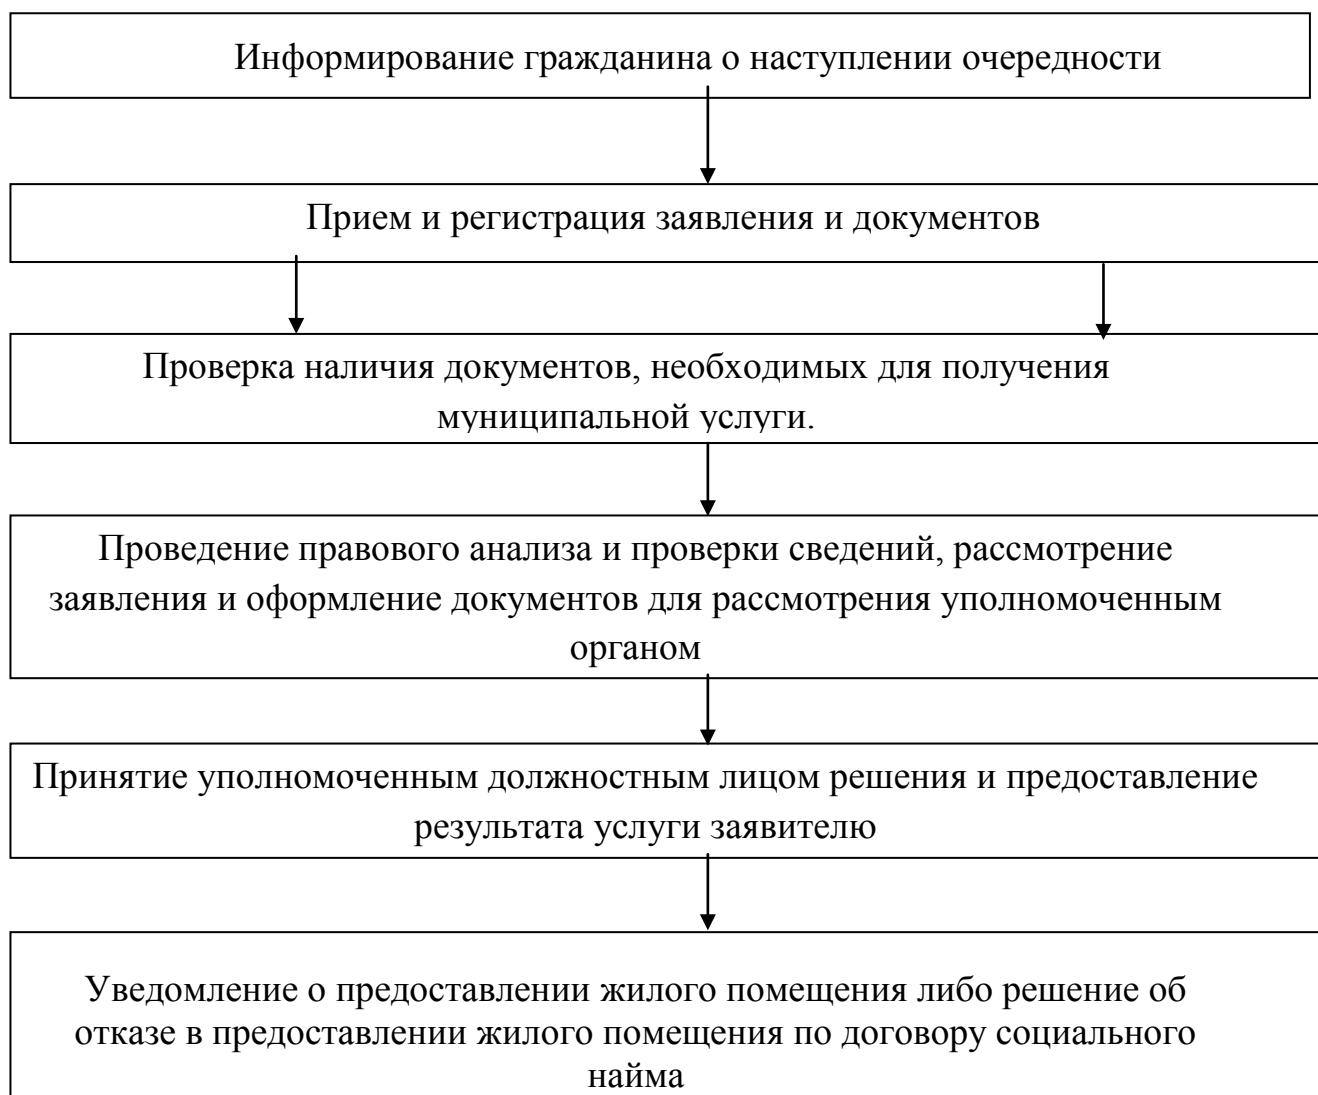 Информирование гражданина о наступлении очередности
Прием и регистрация заявления и документов
Проверка наличия документов, необходимых для получения
муниципальной услуги.
Проведение правового анализа и проверки сведений, рассмотрение
заявления и оформление документов для рассмотрения уполномоченным
органом
Принятие уполномоченным должностным лицом решения и предоставление
результата услуги заявителю
Уведомление о предоставлении жилого помещения либо решение об
отказе в предоставлении жилого помещения по договору социального
найма